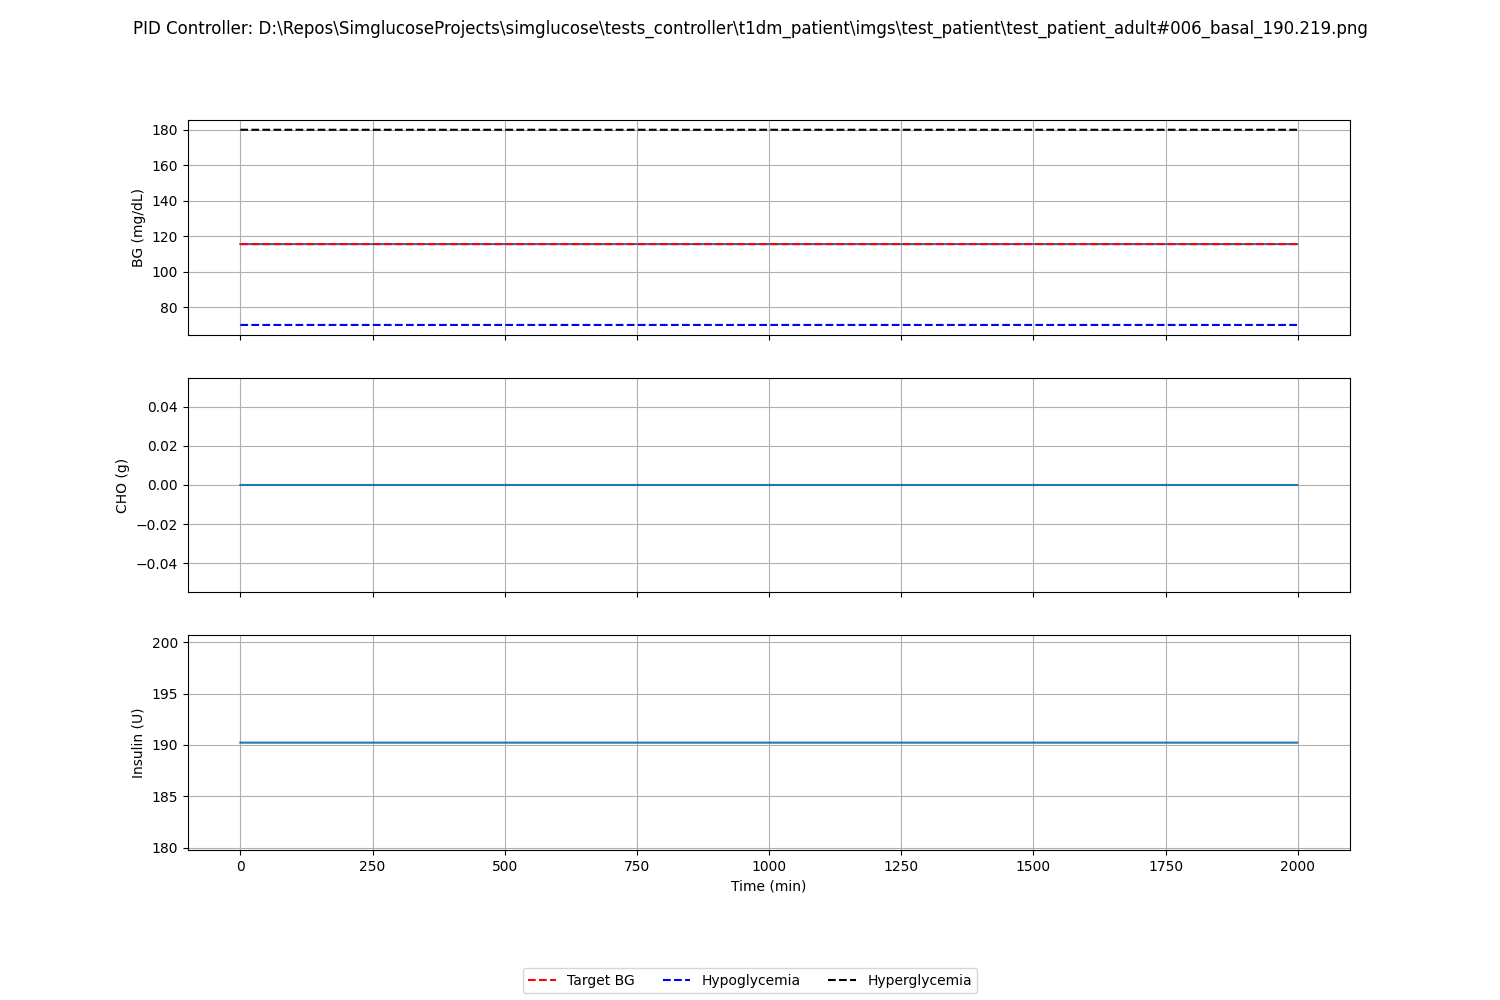 PID Controller: D:\Repos\SimglucoseProjects\simglucose\tests_controller\t1dm_patient\imgs\test_patient\test_patient_adult#006_basal_190.219.png
180
160
140
120
100
80
BG (mg/dL)
0.04
0.02
0.00
−0.02
−0.04
CHO (g)
200
195
190
185
180
Insulin (U)
0 250 500 750 1000 1250 1500 1750 2000
Time (min)
Target BG Hypoglycemia Hyperglycemia